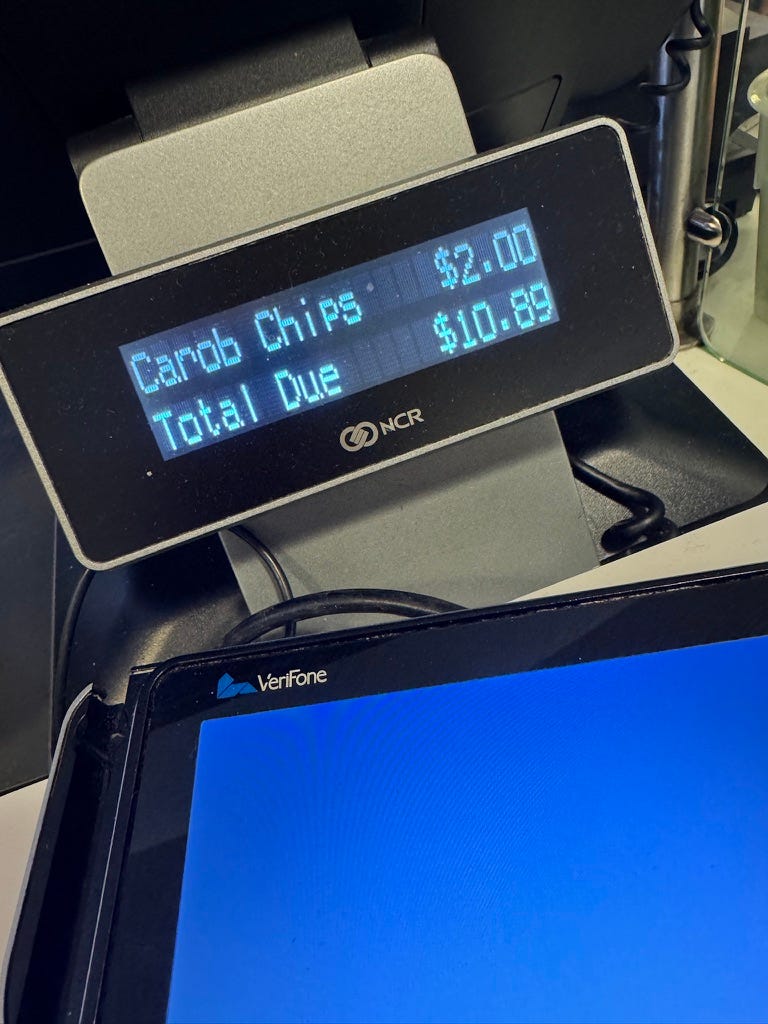 Carob Chips $2.00
Total Due $10.89
NCR
VeriFone